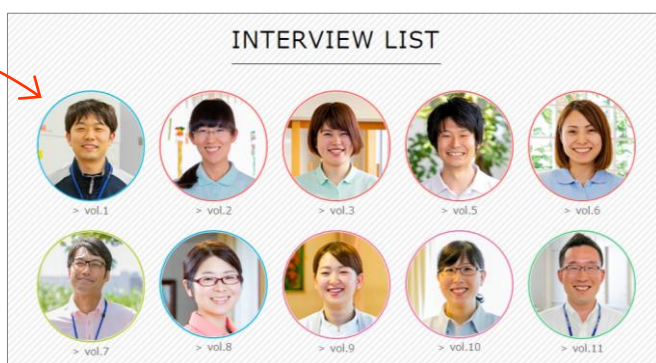 INTERVIEW LIST
> vol.1 > vol.2 > vol.3 > vol.5 > vol.6
> vol.7 > vol.8 > vol.9 > vol.10 > vol.11